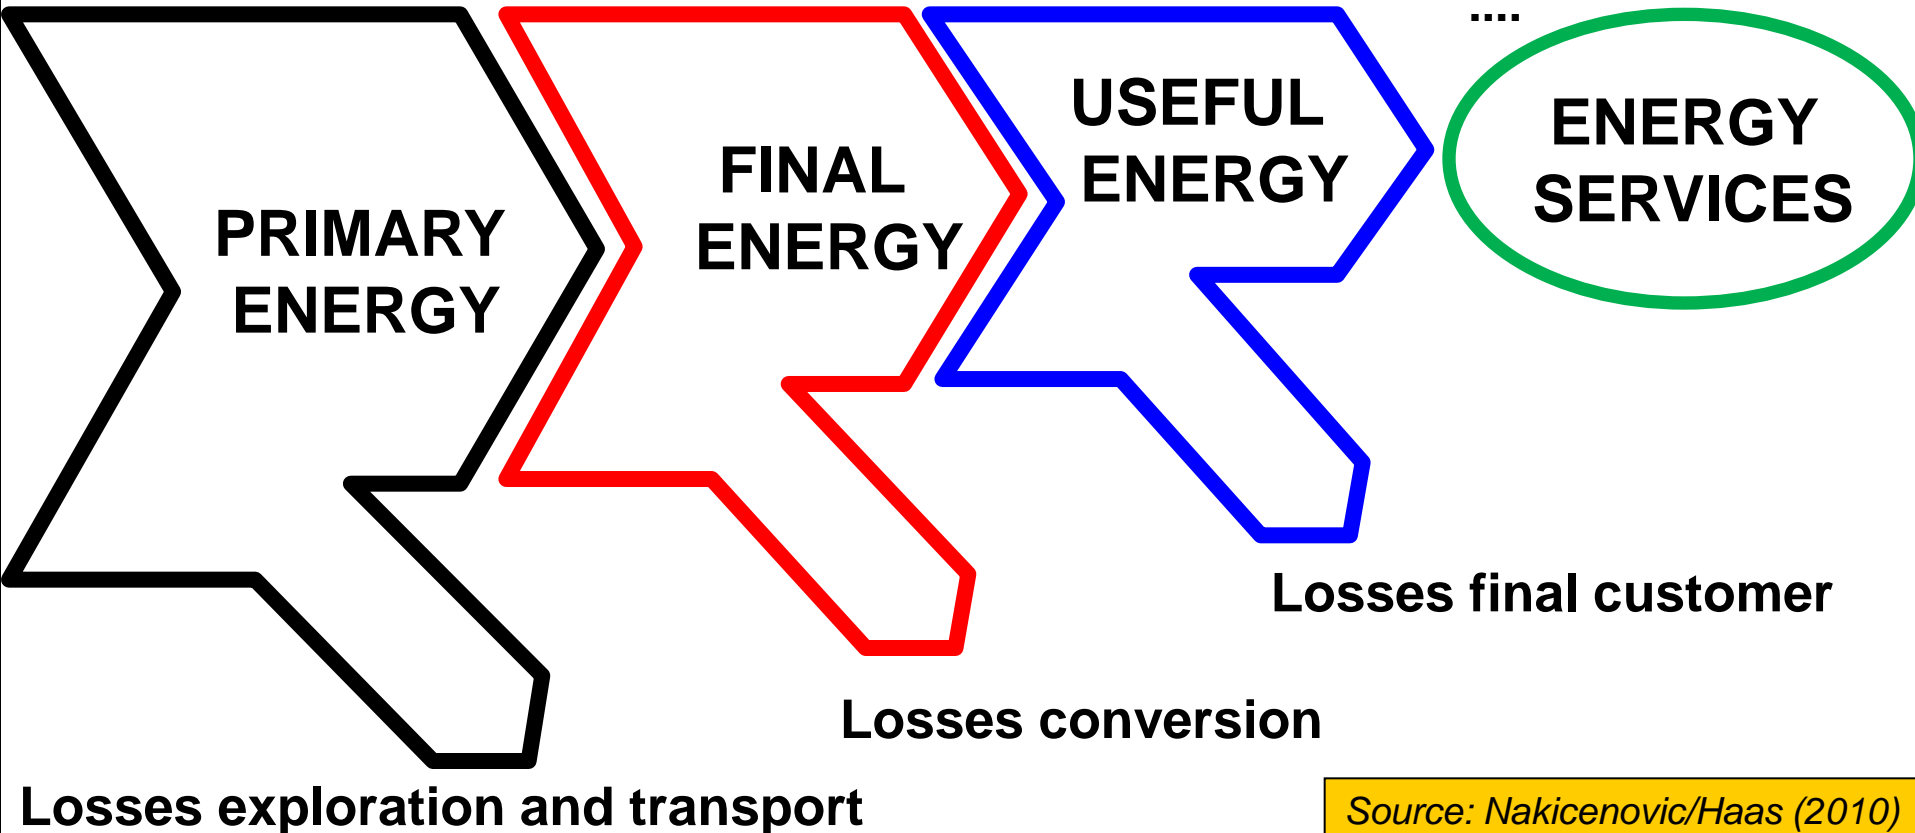 ....
PRIMARY
ENERGY
FINAL
ENERGY
USEFUL
ENERGY
ENERGY
SERVICES
Losses final customer
Losses conversion
Losses exploration and transport
Source: Nakicenovic/Haas (2010)